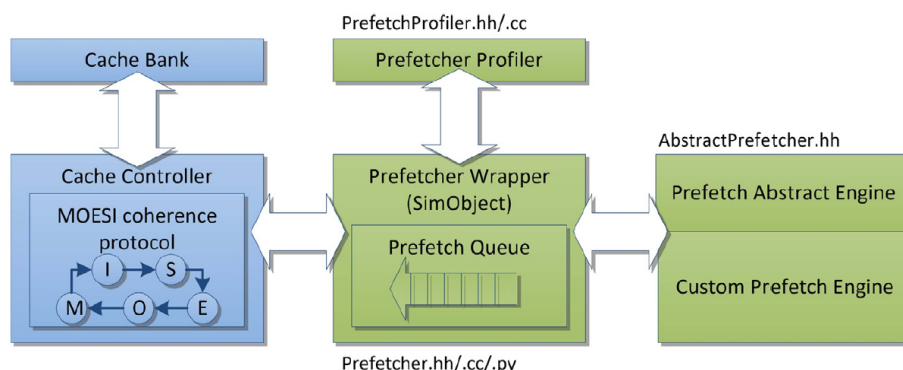 PrefetchProfiler.hh/.cc
Cache Bank
Prefetcher Profiler
AbstractPrefetcher.hh
Cache Controller
Prefetcher Wrapper
(SimObject)
Prefetch Abstract Engine
MOESI coherence
protocol
Prefetch Queue
I S
M O E
Custom Prefetch Engine
Prefetcher.hh/.cc/.py